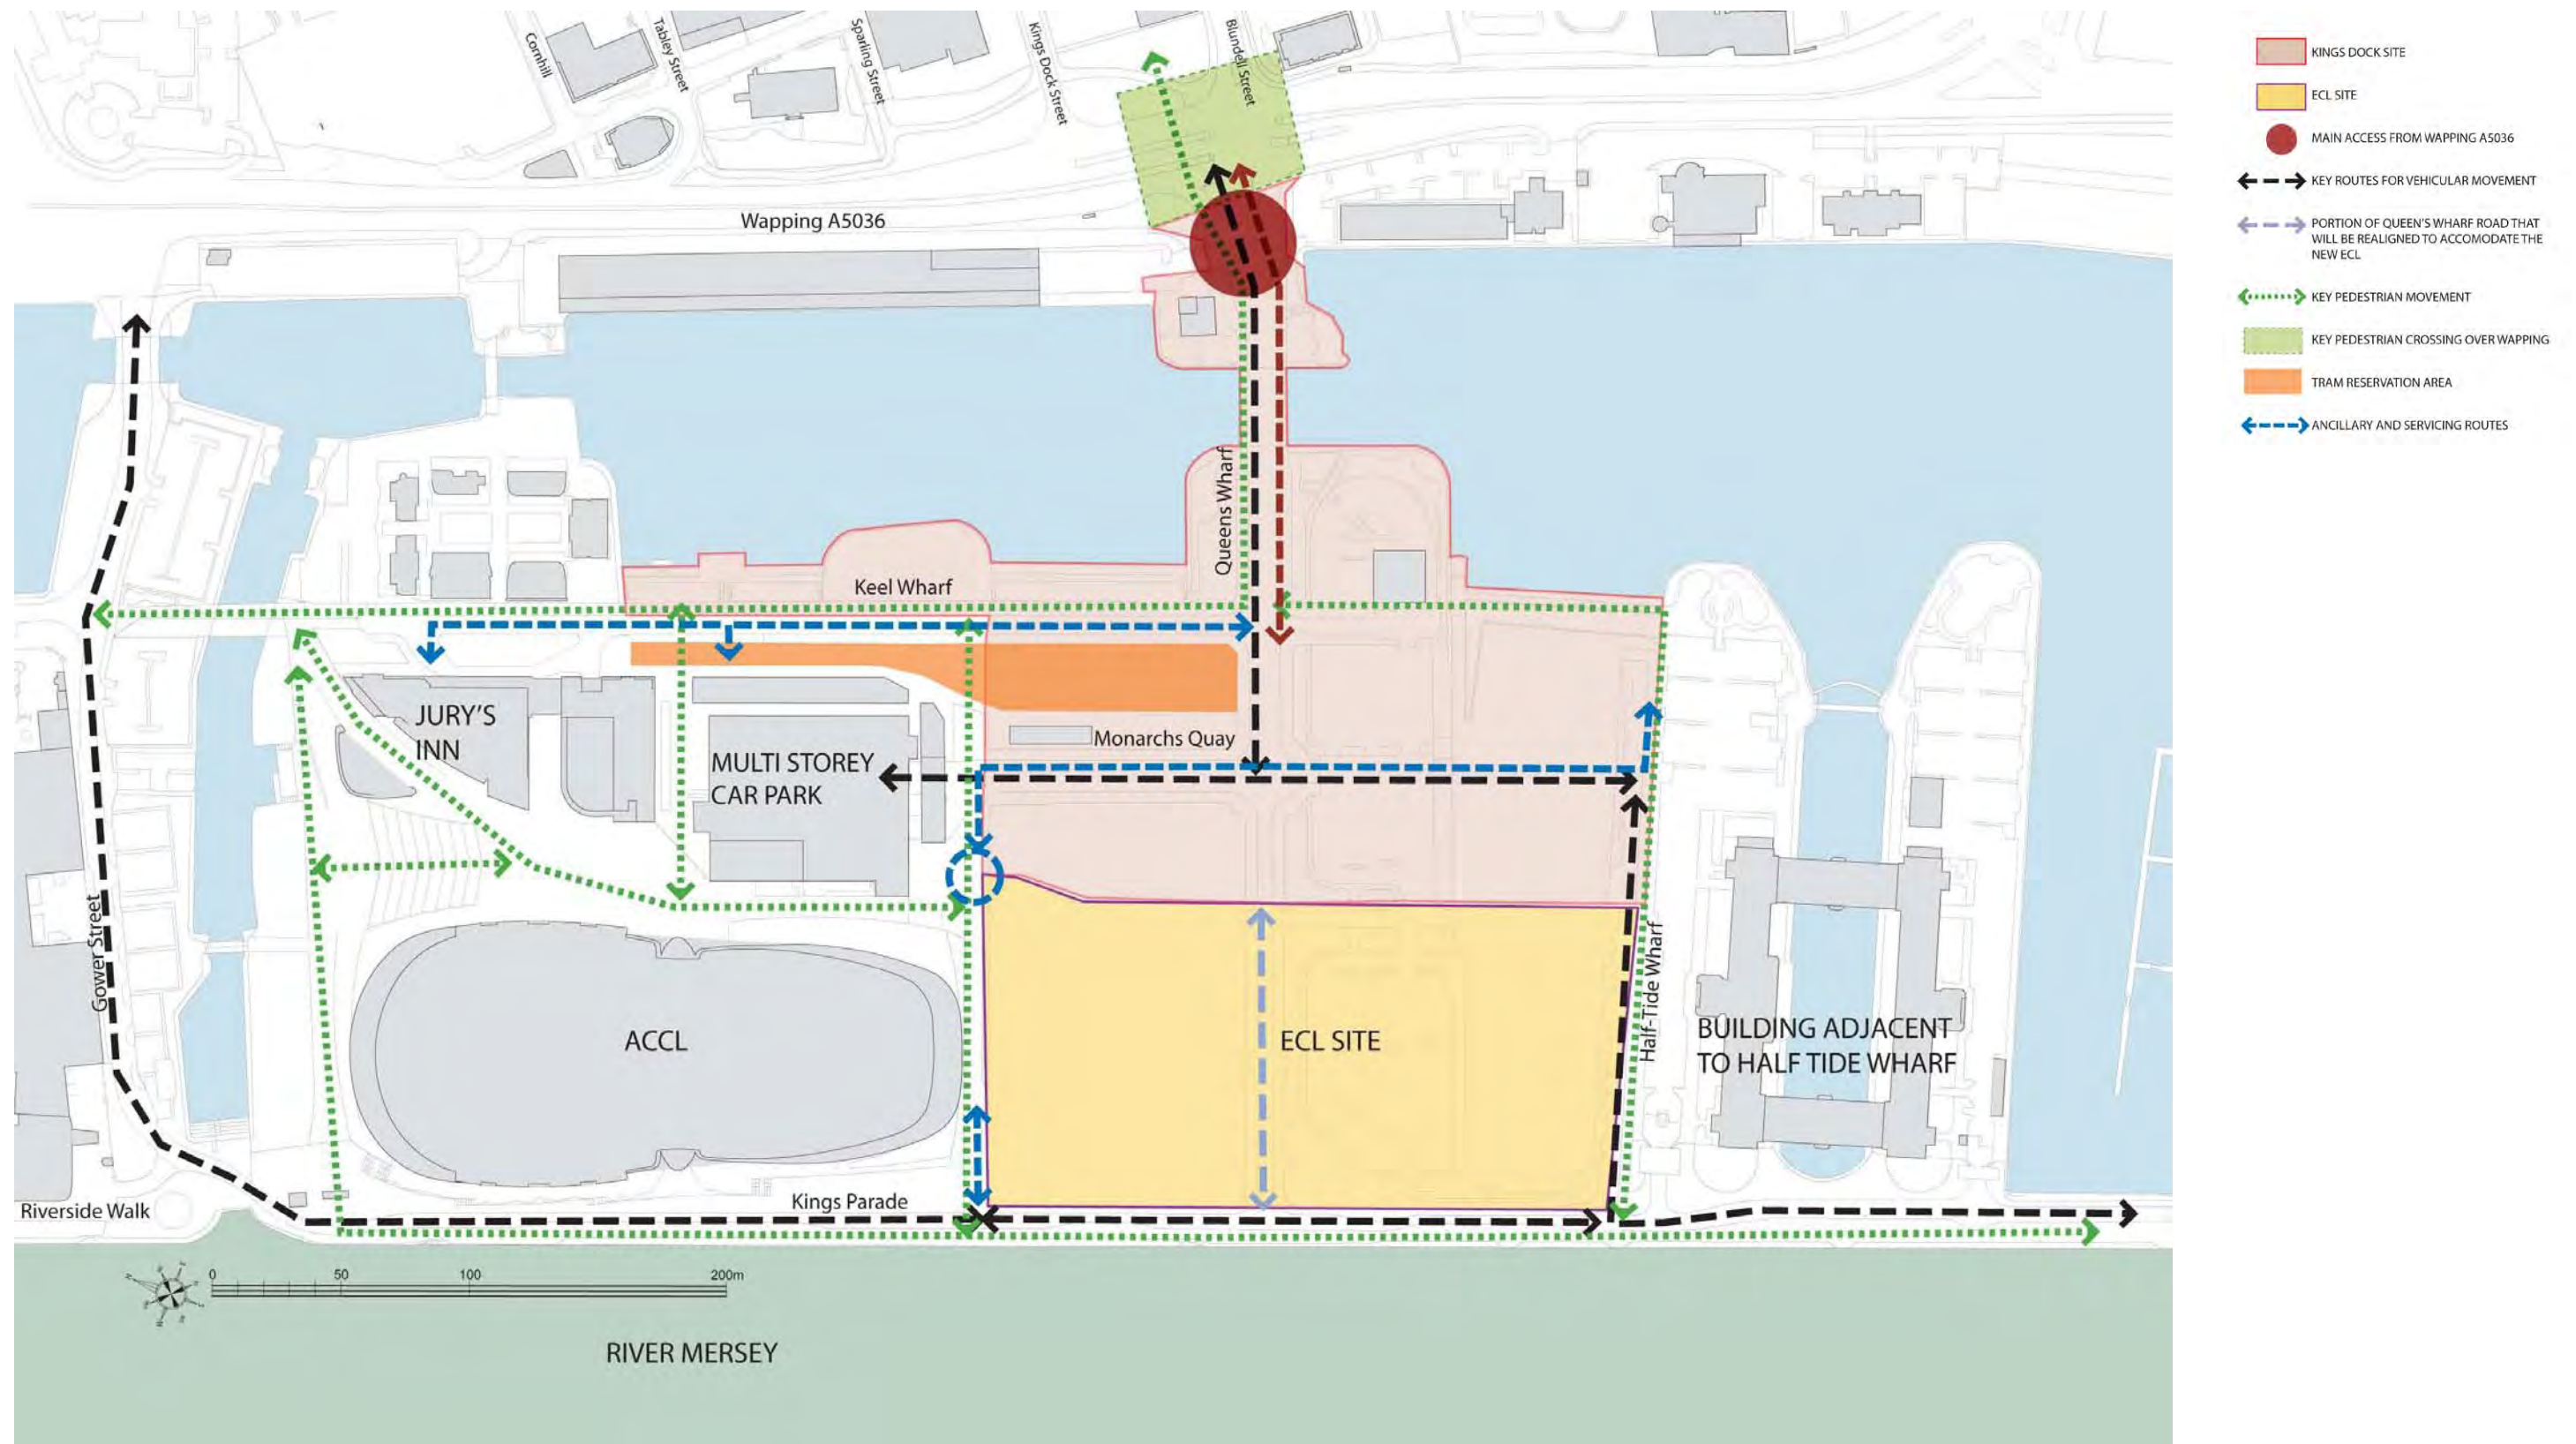 Cornhill
Tabley Street
Sparling Street
Kings Dock Street
Blundell Street
Wapping A5036
Queens Wharf
Keel Wharf
JURY'S
INN
MULTI STOREY
CAR PARK
Monarchs Quay
Gower Street
ACCL
ECL SITE
Half-Tide Wharf
BUILDING ADJACENT
TO HALF TIDE WHARF
Riverside Walk
Kings Parade
0 50 100 200m
RIVER MERSEY
KINGS DOCK SITE
ECL SITE
MAIN ACCESS FROM WAPPING A5036
KEY ROUTES FOR VEHICULAR MOVEMENT
PORTION OF QUEEN'S WHARF ROAD THAT
WILL BE REALIGNED TO ACCOMODATE THE
NEW ECL
KEY PEDESTRIAN MOVEMENT
KEY PEDESTRIAN CROSSING OVER WAPPING
TRAM RESERVATION AREA
ANCILLARY AND SERVICING ROUTES